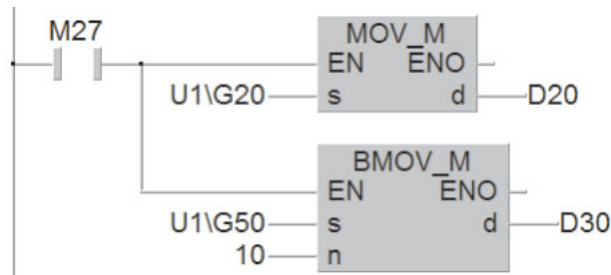 M27
MOV_M
EN ENO
U1\G20 s d D20
BMOV_M
EN ENO
U1\G50 s d D30
10 n